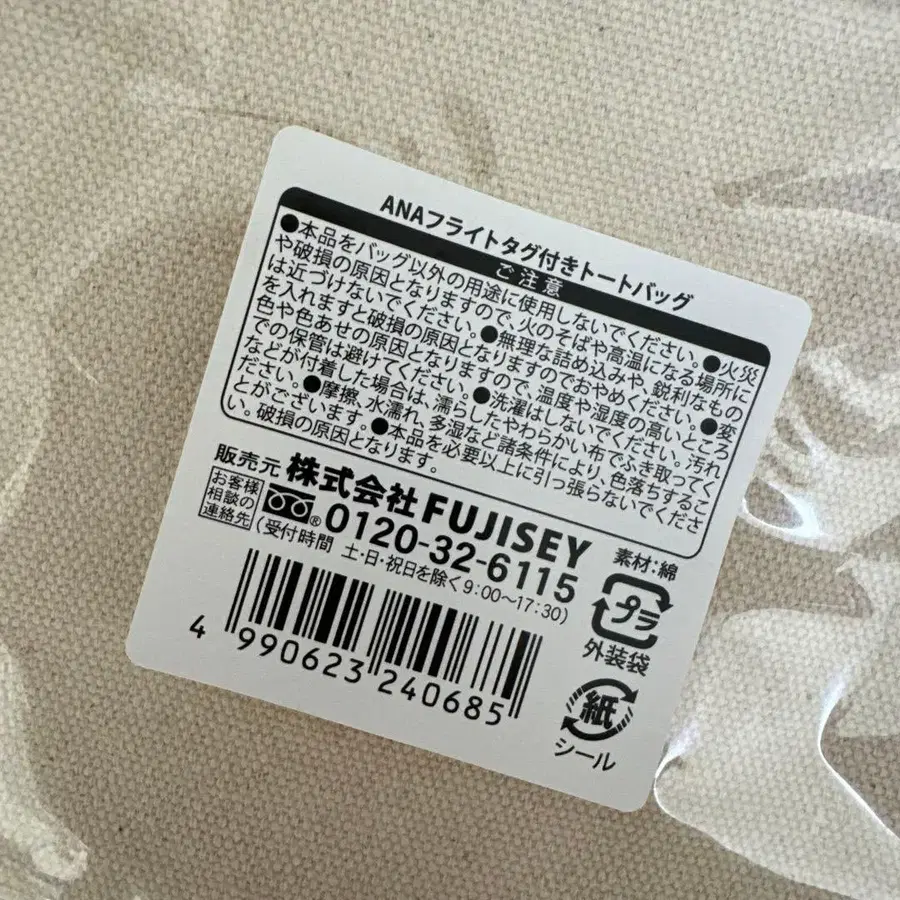 ANAフライトタグ付きトートバッグ
ご注意
●本品をバッグ以外の用途に使用しないでください。●火災
や破損の原因となりますので、火のそばや高温になる場所に
は近づけないでください。●無理な詰め込みや、鋭利なもの
を入れますと破損の原因となりますのでおやめください。●変
色や色あせの原因となりますので、温度や湿度の高いところ
での保管は避けてください。●洗濯はしないでください。汚れ
などが付着した場合は、濡らしたやわらかい布でふき取ってく
ださい。●摩擦、水濡れ、多湿など諸条件により、色落ちするこ
とがございます。●本品を必要以上に引っ張らないでくださ
い。破損の原因となります。
販売元 株式会社FUJISEY
お客様
相談の
連絡先
® 0120-32-6115
(受付時間 土・日・祝日を除く9:00〜17:30)
素材:綿
プラ
外装袋
紙
シール
4 990623 240685